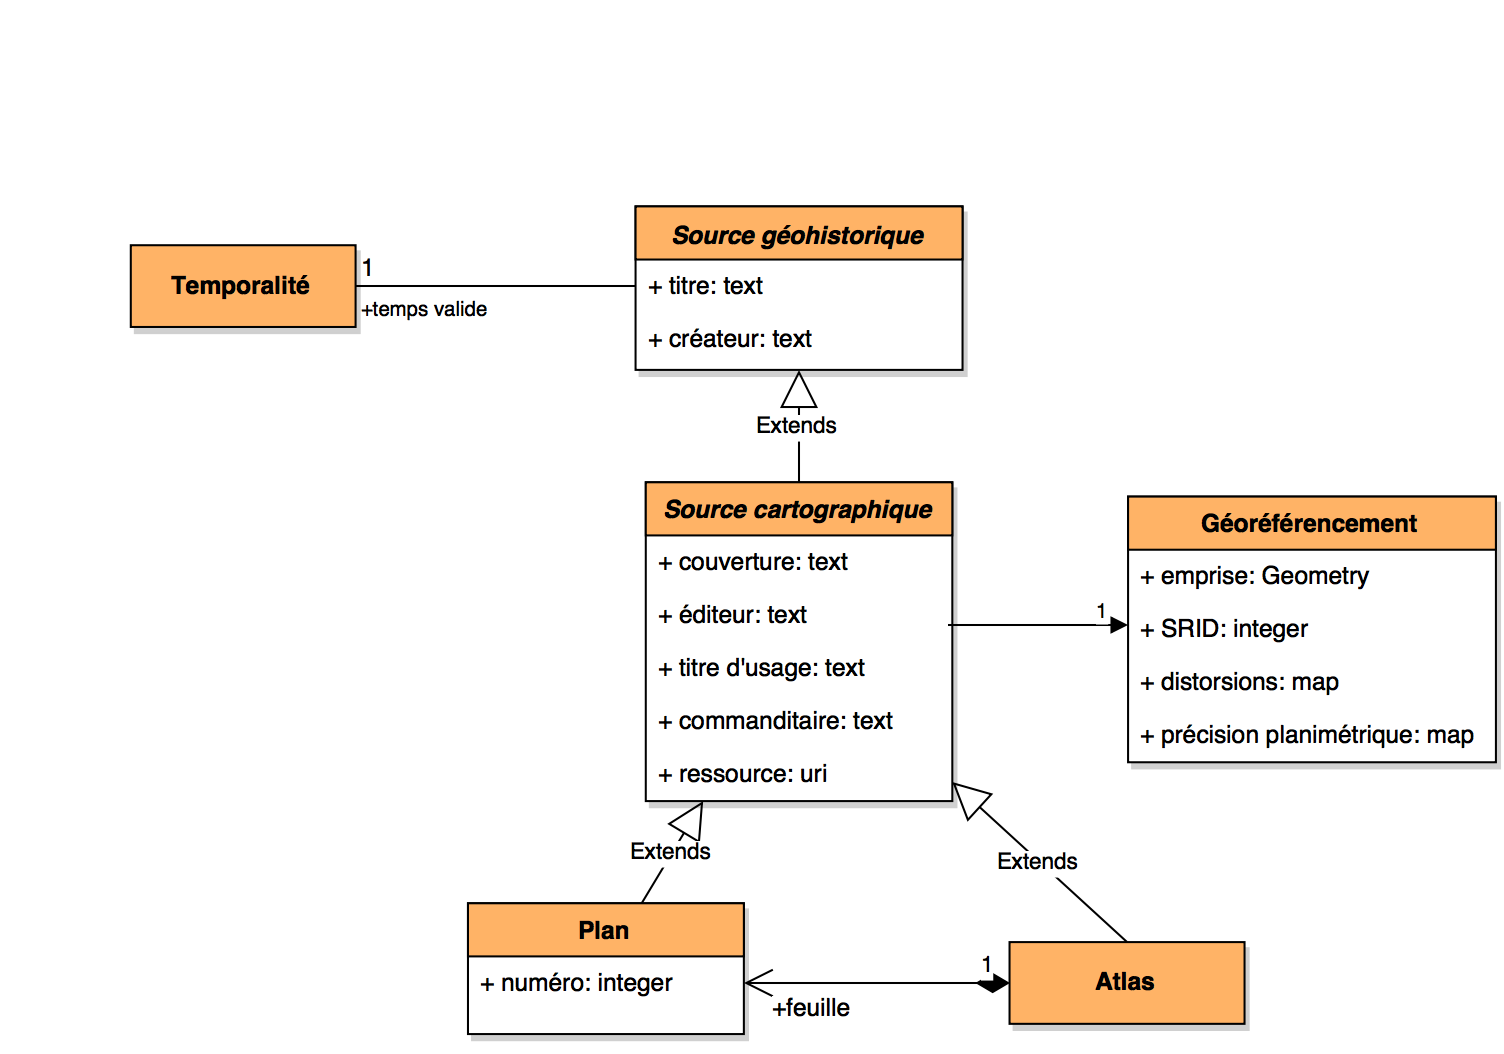 Source géohistorique
+ titre: text
+ créateur: text
Temporalité
1
+temps valide
Extends
Source cartographique
+ couverture: text
+ éditeur: text
+ titre d'usage: text
+ commanditaire: text
+ ressource: uri
1
Géoréférencement
+ emprise: Geometry
+ SRID: integer
+ distorsions: map
+ précision planimétrique: map
Extends
Extends
Plan
+ numéro: integer
1
+feuille
Atlas